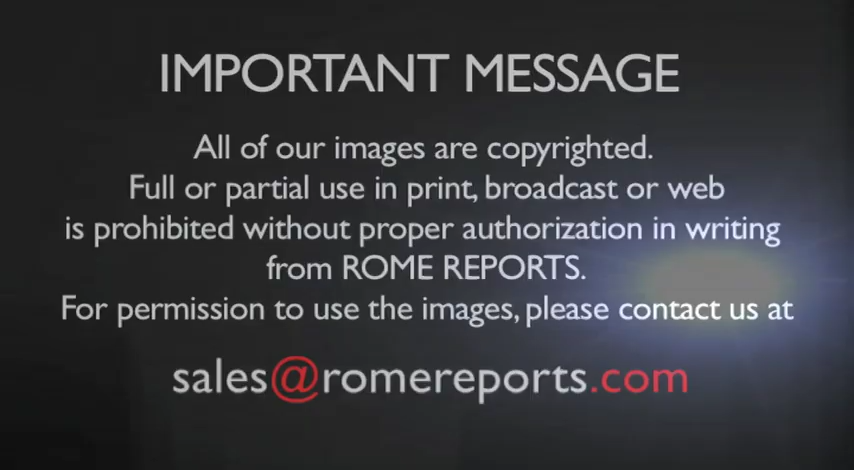 IMPORTANT MESSAGE
All of our images are copyrighted.
Full or partial use in print, broadcast or web
is prohibited without proper authorization in writing
from ROME REPORTS.
For permission to use the images, please contact us at
sales@romereports.com